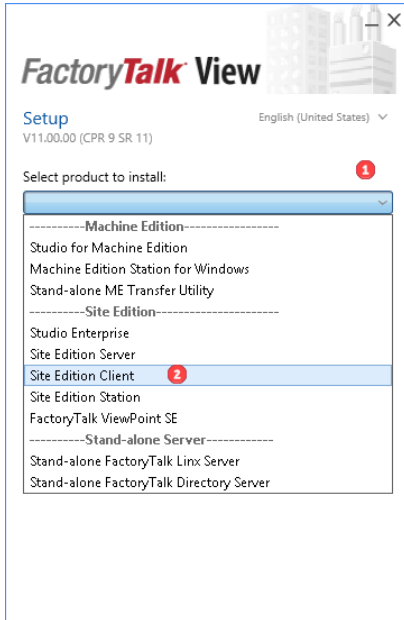 FactoryTalk View
Setup
English (United States)
V11.00.00 (CPR 9 SR 11)
Select product to install:
1
----------Machine Edition-----------------
Studio for Machine Edition
Machine Edition Station for Windows
Stand-alone ME Transfer Utility
----------Site Edition----------------------
Studio Enterprise
Site Edition Server
Site Edition Client 2
Site Edition Station
FactoryTalk ViewPoint SE
----------Stand-alone Server------------
Stand-alone FactoryTalk Linx Server
Stand-alone FactoryTalk Directory Server